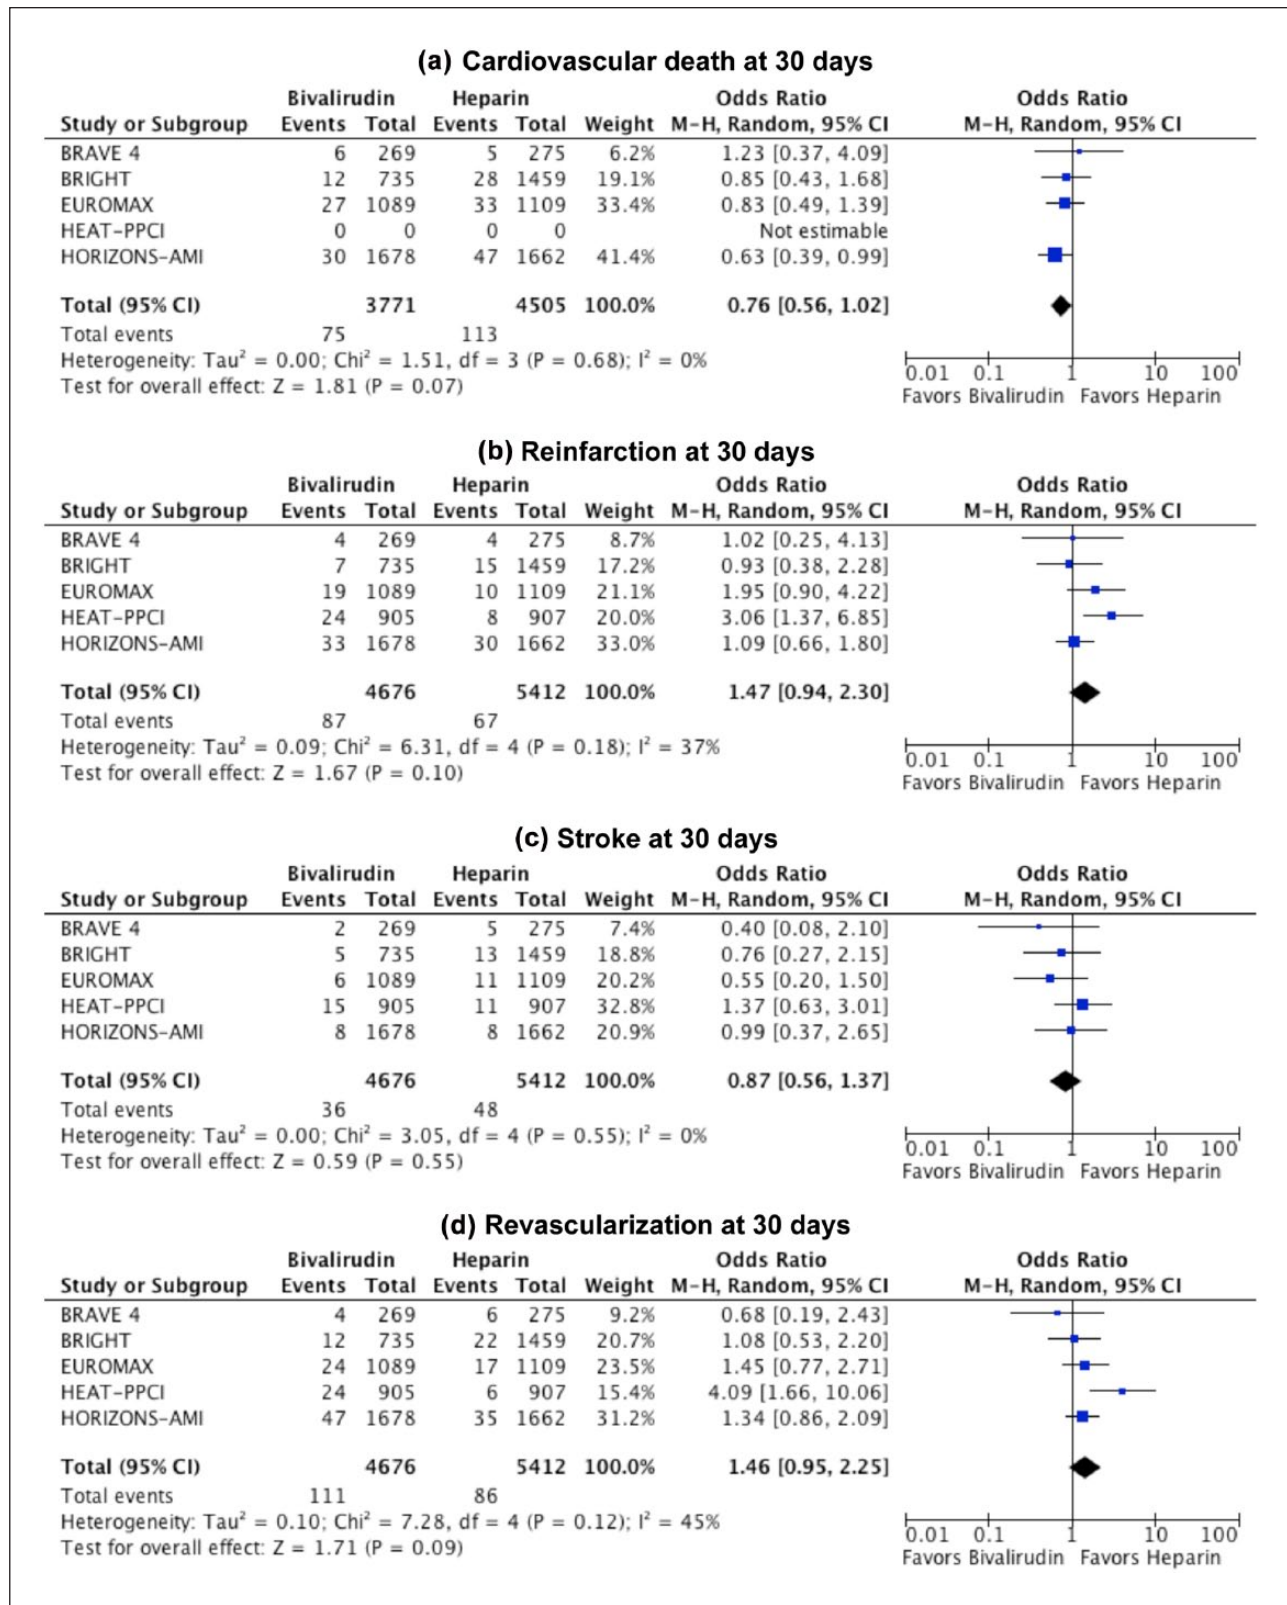 (a) Cardiovascular death at 30 days
Bivalirudin Heparin Odds Ratio Odds Ratio
Study or Subgroup Events Total Events Total Weight M-H, Random, 95% CI M-H, Random, 95% CI
BRAVE 4 6 269 5 275 6.2% 1.23 [0.37, 4.09]
BRIGHT 12 735 28 1459 19.1% 0.85 [0.43, 1.68]
EUROMAX 27 1089 33 1109 33.4% 0.83 [0.49, 1.39]
HEAT-PPCI 0 0 0 0 Not estimable
HORIZONS-AMI 30 1678 47 1662 41.4% 0.63 [0.39, 0.99]
Total (95% CI) 3771 4505 100.0% 0.76 [0.56, 1.02]
Total events 75 113
Heterogeneity: Tau² = 0.00; Chi² = 1.51, df = 3 (P = 0.68); I² = 0%
Test for overall effect: Z = 1.81 (P = 0.07)
0.01 0.1 1 10 100
Favors Bivalirudin Favors Heparin
(b) Reinfarction at 30 days
Bivalirudin Heparin Odds Ratio Odds Ratio
Study or Subgroup Events Total Events Total Weight M-H, Random, 95% CI M-H, Random, 95% CI
BRAVE 4 4 269 4 275 8.7% 1.02 [0.25, 4.13]
BRIGHT 7 735 15 1459 17.2% 0.93 [0.38, 2.28]
EUROMAX 19 1089 10 1109 21.1% 1.95 [0.90, 4.22]
HEAT-PPCI 24 905 8 907 20.0% 3.06 [1.37, 6.85]
HORIZONS-AMI 33 1678 30 1662 33.0% 1.09 [0.66, 1.80]
Total (95% CI) 4676 5412 100.0% 1.47 [0.94, 2.30]
Total events 87 67
Heterogeneity: Tau² = 0.09; Chi² = 6.31, df = 4 (P = 0.18); I² = 37%
Test for overall effect: Z = 1.67 (P = 0.10)
0.01 0.1 1 10 100
Favors Bivalirudin Favors Heparin
(c) Stroke at 30 days
Bivalirudin Heparin Odds Ratio Odds Ratio
Study or Subgroup Events Total Events Total Weight M-H, Random, 95% CI M-H, Random, 95% CI
BRAVE 4 2 269 5 275 7.4% 0.40 [0.08, 2.10]
BRIGHT 5 735 13 1459 18.8% 0.76 [0.27, 2.15]
EUROMAX 6 1089 11 1109 20.2% 0.55 [0.20, 1.50]
HEAT-PPCI 15 905 11 907 32.8% 1.37 [0.63, 3.01]
HORIZONS-AMI 8 1678 8 1662 20.9% 0.99 [0.37, 2.65]
Total (95% CI) 4676 5412 100.0% 0.87 [0.56, 1.37]
Total events 36 48
Heterogeneity: Tau² = 0.00; Chi² = 3.05, df = 4 (P = 0.55); I² = 0%
Test for overall effect: Z = 0.59 (P = 0.55)
0.01 0.1 1 10 100
Favors Bivalirudin Favors Heparin
(d) Revascularization at 30 days
Bivalirudin Heparin Odds Ratio Odds Ratio
Study or Subgroup Events Total Events Total Weight M-H, Random, 95% CI M-H, Random, 95% CI
BRAVE 4 4 269 6 275 9.2% 0.68 [0.19, 2.43]
BRIGHT 12 735 22 1459 20.7% 1.08 [0.53, 2.20]
EUROMAX 24 1089 17 1109 23.5% 1.45 [0.77, 2.71]
HEAT-PPCI 24 905 6 907 15.4% 4.09 [1.66, 10.06]
HORIZONS-AMI 47 1678 35 1662 31.2% 1.34 [0.86, 2.09]
Total (95% CI) 4676 5412 100.0% 1.46 [0.95, 2.25]
Total events 111 86
Heterogeneity: Tau² = 0.10; Chi² = 7.28, df = 4 (P = 0.12); I² = 45%
Test for overall effect: Z = 1.71 (P = 0.09)
0.01 0.1 1 10 100
Favors Bivalirudin Favors Heparin